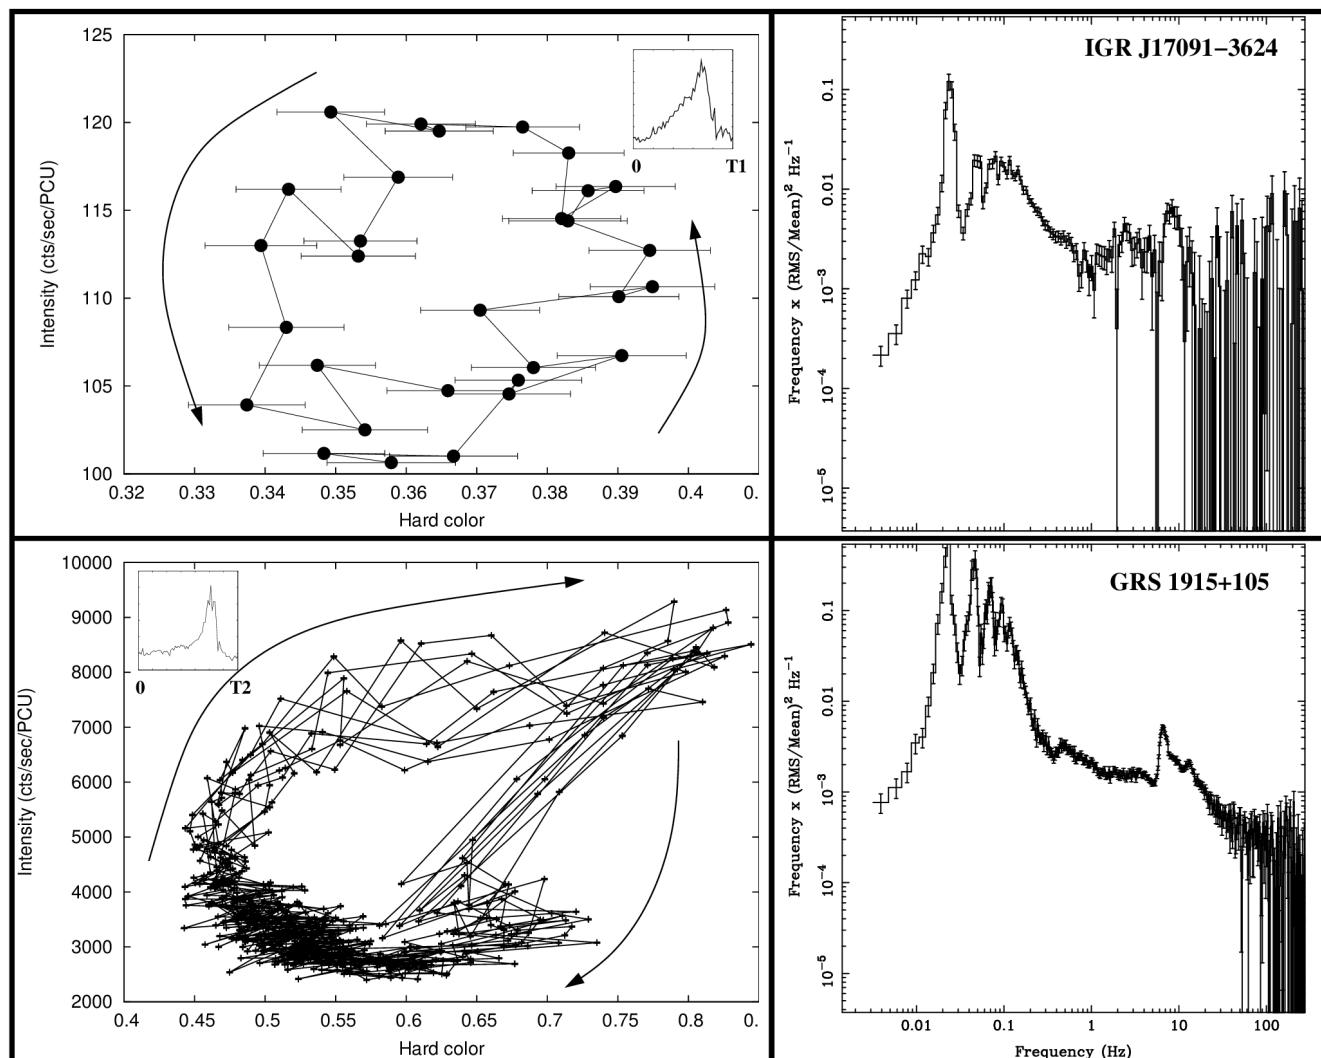 125
120
115
110
105
100
Intensity (cts/sec/PCU)
0.32 0.33 0.34 0.35 0.36 0.37 0.38 0.39 0.4 0.
Hard color
0 T1
IGR J17091−3624
0.1
0.01
10−3
10−4
10−5
Frequency x (RMS/Mean)2 Hz−1
10000
9000
8000
7000
6000
5000
4000
3000
2000
Intensity (cts/sec/PCU)
0.4 0.45 0.5 0.55 0.6 0.65 0.7 0.75 0.8 0.
Hard color
0 T2
GRS 1915+105
0.1
0.01
10−3
10−4
10−5
Frequency x (RMS/Mean)2 Hz−1
0.01 0.1 1 10 100
Frequency (Hz)